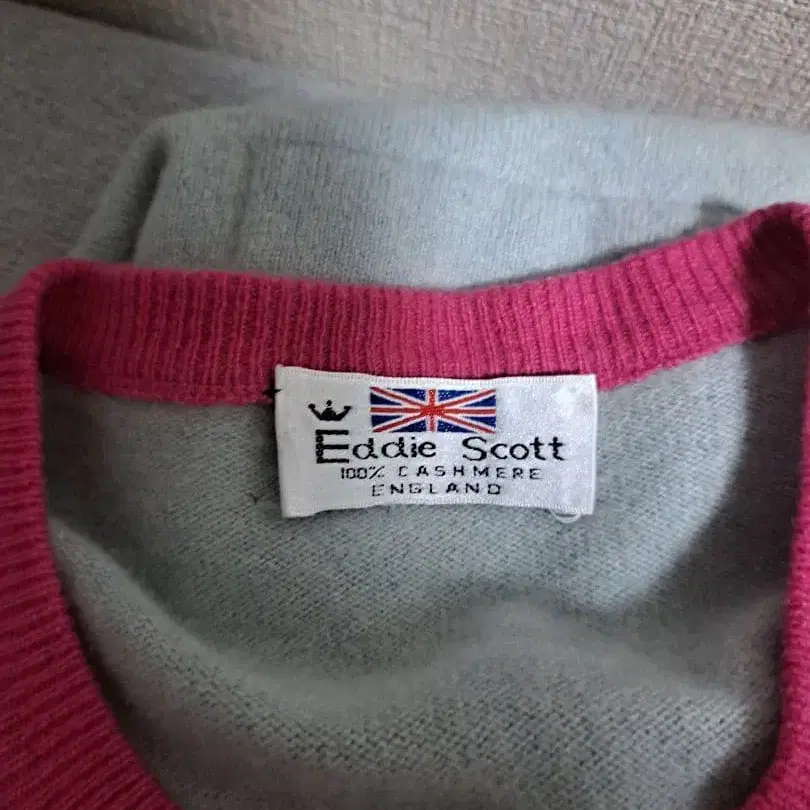 Eddie Scott
100% CASHMERE
ENGLAND